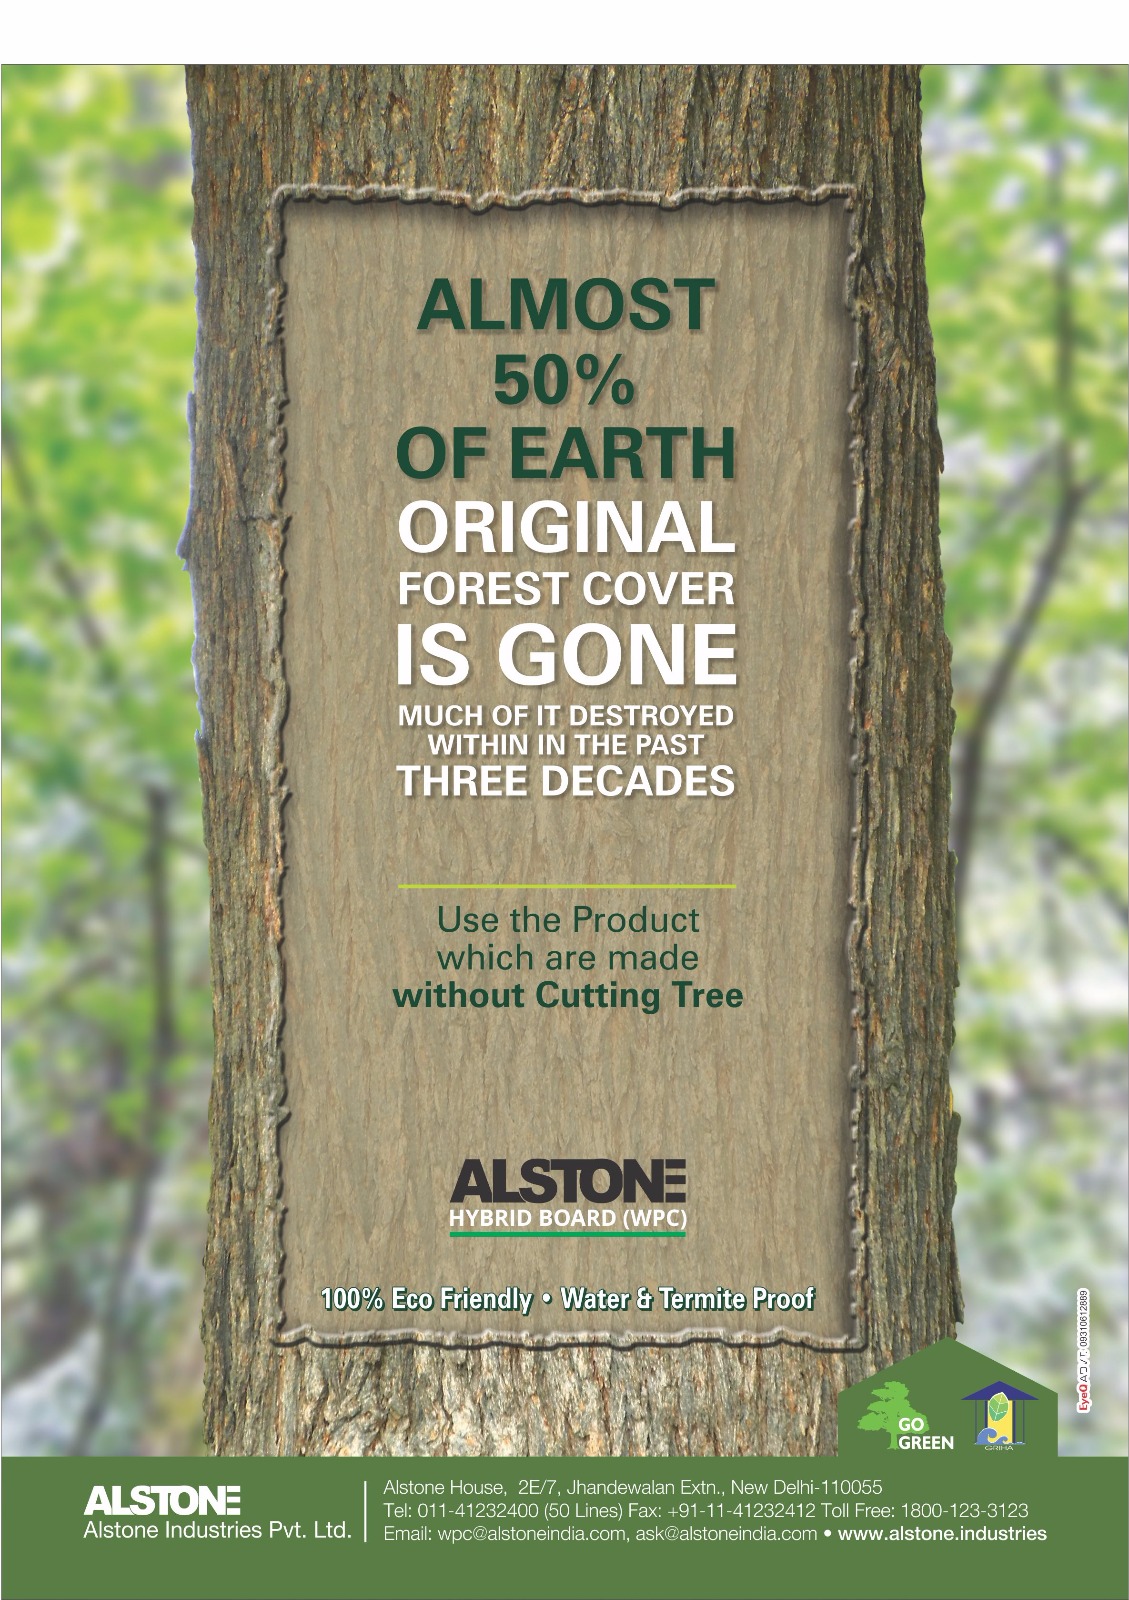 ALMOST
50%
OF EARTH
ORIGINAL
FOREST COVER
IS GONE
MUCH OF IT DESTROYED
WITHIN IN THE PAST
THREE DECADES
Use the Product
which are made
without Cutting Tree
ALSTONE
HYBRID BOARD (WPC)
100% Eco Friendly • Water & Termite Proof
GO
GREEN
GRIHA
EyeQ ADVT. 09310612889
ALSTONE
Alstone Industries Pvt. Ltd.
Alstone House, 2E/7, Jhandewalan Extn., New Delhi-110055
Tel: 011-41232400 (50 Lines) Fax: +91-11-41232412 Toll Free: 1800-123-3123
Email: wpc@alstoneindia.com, ask@alstoneindia.com • www.alstone.industries